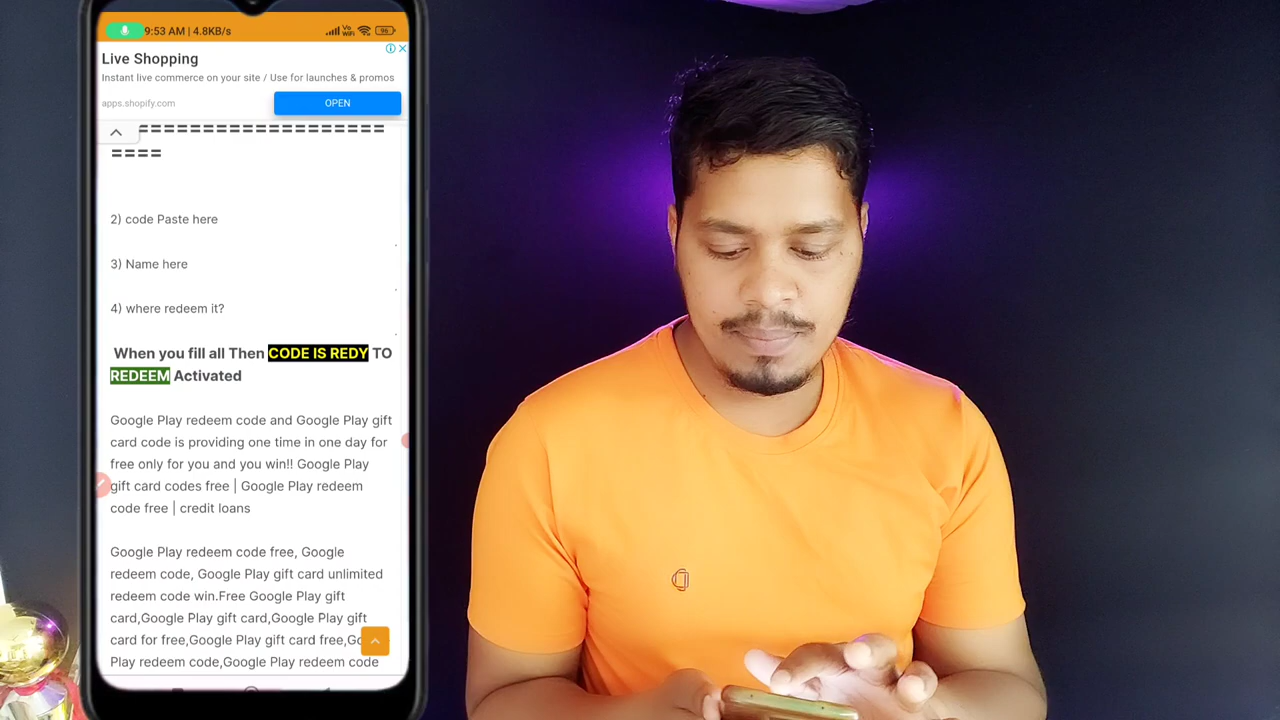 9:53 AM | 4.8KB/s
Vo
WiFi
96
Live Shopping
Instant live commerce on your site / Use for launches & promos
apps.shopify.com
OPEN
====================
====
2) code Paste here
3) Name here
4) where redeem it?
When you fill all Then CODE IS REDY TO
REDEEM Activated
Google Play redeem code and Google Play gift
card code is providing one time in one day for
free only for you and you win!! Google Play
gift card codes free | Google Play redeem
code free | credit loans
Google Play redeem code free, Google
redeem code, Google Play gift card unlimited
redeem code win.Free Google Play gift
card,Google Play gift card,Google Play gift
card for free,Google Play gift card free,
Play redeem code,Google Play redeem code